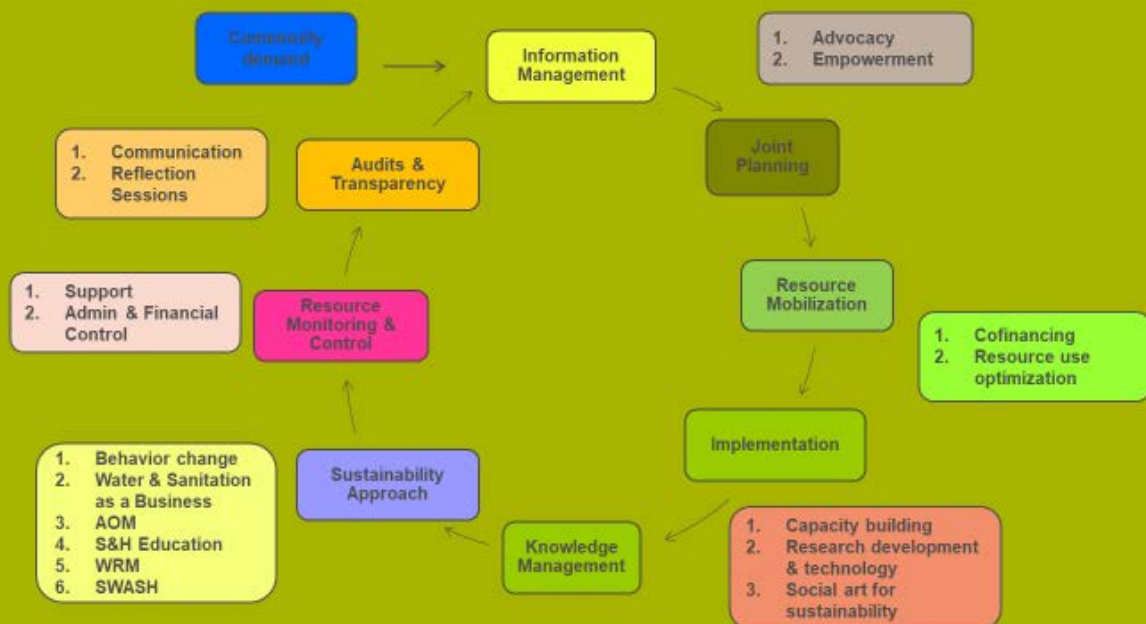 Community
demand
Information
Management
1. Advocacy
2. Empowerment
Joint
Planning
Resource
Mobilization
1. Cofinancing
2. Resource use
optimization
Implementation
1. Capacity building
2. Research development
& technology
3. Social art for
sustainability
Knowledge
Management
Sustainability
Approach
1. Behavior change
2. Water & Sanitation
as a Business
3. AOM
4. S&H Education
5. WRM
6. SWASH
Resource
Monitoring &
Control
1. Support
2. Admin & Financial
Control
Audits &
Transparency
1. Communication
2. Reflection
Sessions